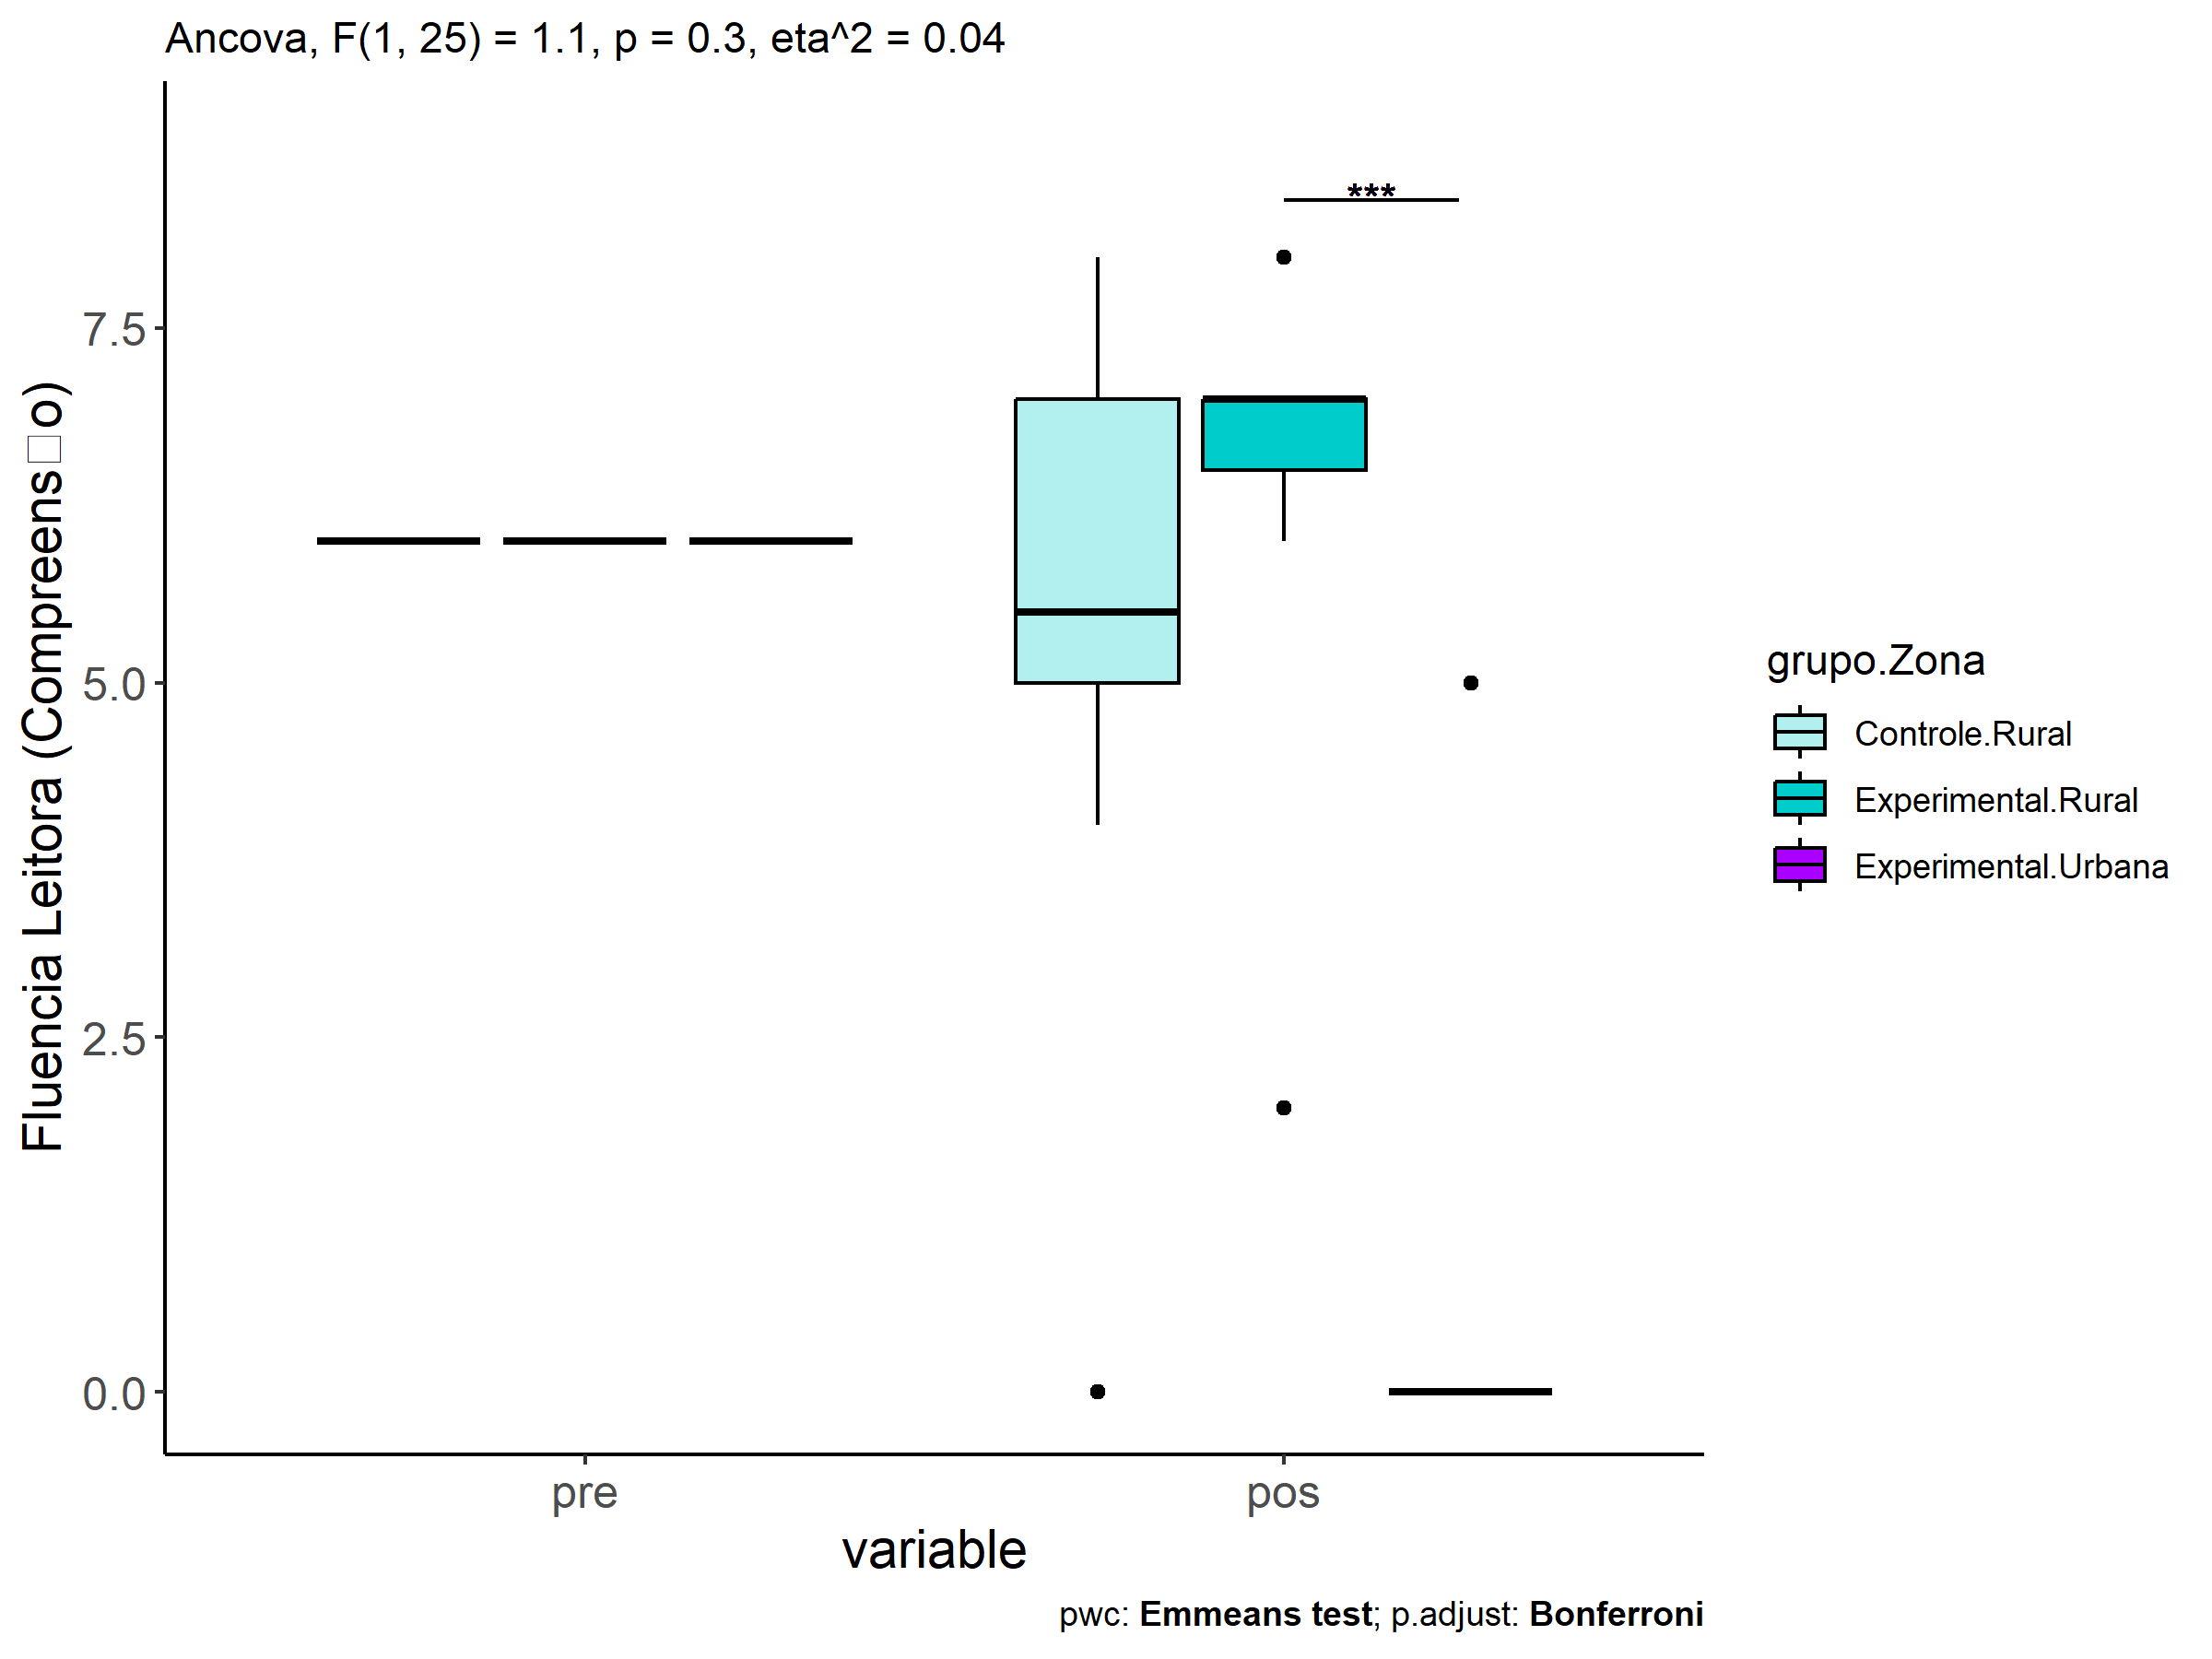 Ancova, F(1, 25) = 1.1, p = 0.3, eta^2 = 0.04
Fluencia Leitora (Compreens□o)
7.5
5.0
2.5
0.0
***
pre
pos
variable
grupo.Zona
Controle.Rural
Experimental.Rural
Experimental.Urbana
pwc: Emmeans test; p.adjust: Bonferroni